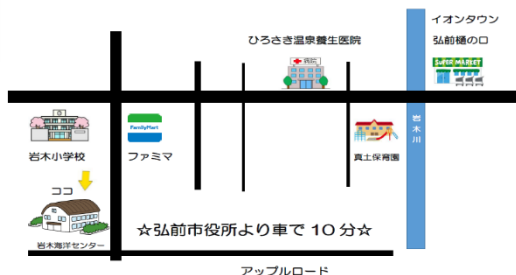 イオンタウン
弘前樋の口
ひろさき温泉養生医院
病院
SUPER MARKET
FamilyMart
岩木小学校
ファミマ
真土保育園
岩木川
ココ
岩木海洋センター
☆弘前市役所より車で10分☆
アップルロード